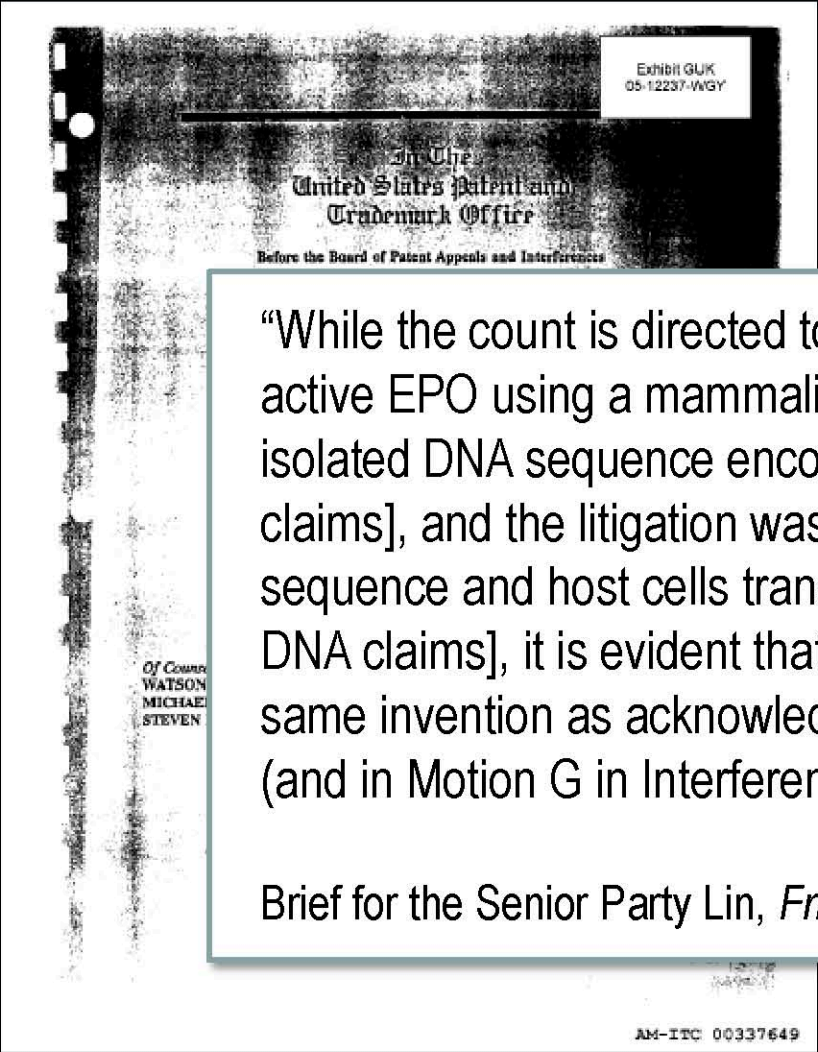 Exhibit GUK
05-12237-WGY
In The
United States Patent and
Trademark Office
Before the Board of Patent Appeals and Interferences
“While the count is directed to
active EPO using a mammali
isolated DNA sequence enco
claims], and the litigation was
sequence and host cells tran
DNA claims], it is evident that
same invention as acknowled
(and in Motion G in Interferen
Brief for the Senior Party Lin, Fr
Of Counse
WATSON
MICHAEL
STEVEN
AM-ITC 00337649